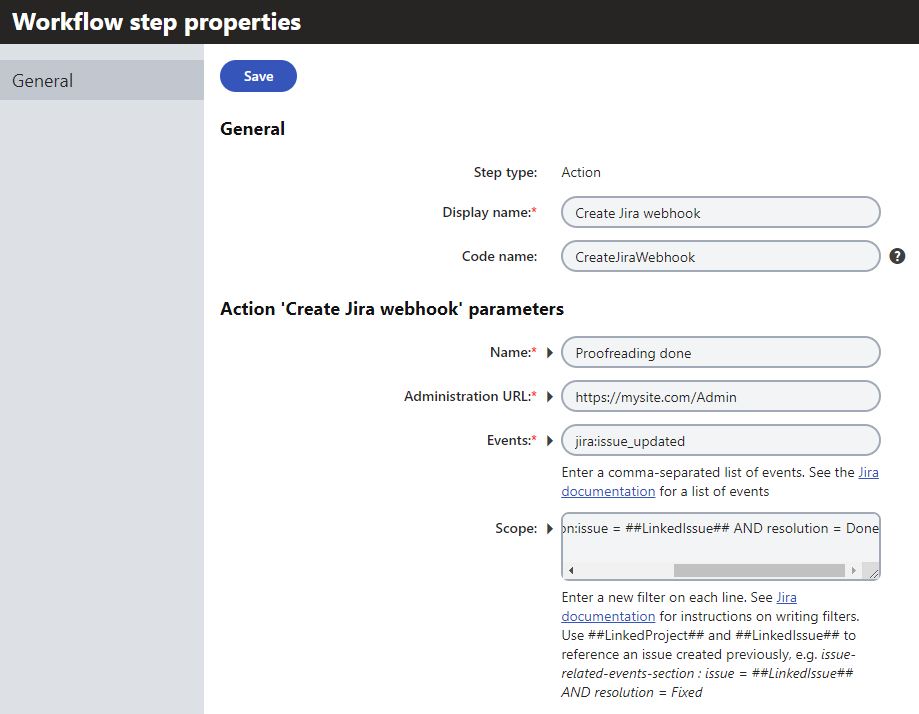 Workflow step properties
General
Save
General
Step type: Action
Display name:* Create Jira webhook
Code name: CreateJiraWebhook ?
Action 'Create Jira webhook' parameters
Name:* Proofreading done
Administration URL:* https://mysite.com/Admin
Events:* jira:issue_updated
Enter a comma-separated list of events. See the Jira
documentation for a list of events
Scope: on:issue = ##LinkedIssue## AND resolution = Done
Enter a new filter on each line. See Jira
documentation for instructions on writing filters.
Use ##LinkedProject## and ##LinkedIssue## to
reference an issue created previously, e.g. issue-
related-events-section : issue = ##LinkedIssue##
AND resolution = Fixed